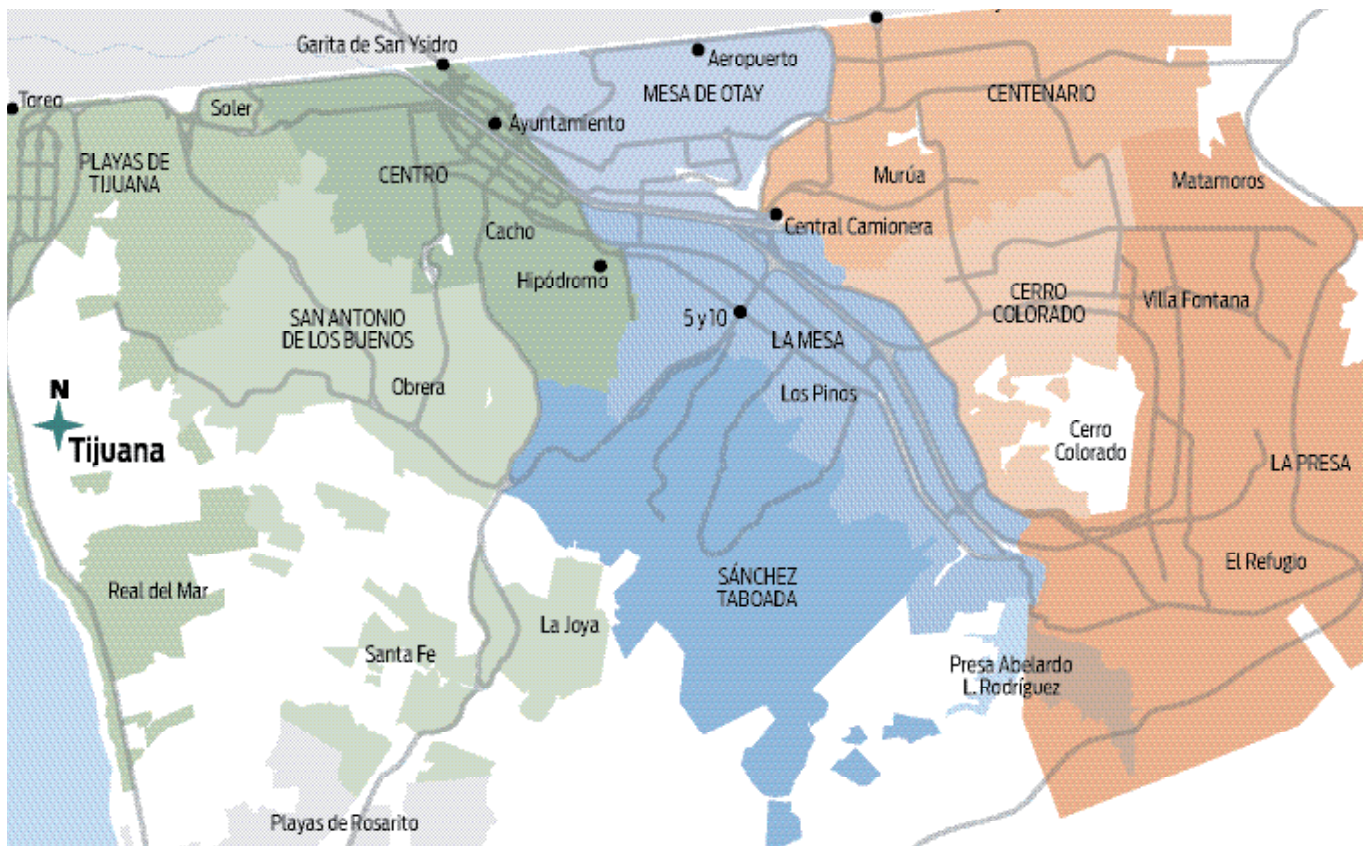 Garita de San Ysidro
Aeropuerto
Toreo
Soler
MESA DE OTAY
CENTENARIO
Ayuntamiento
PLAYAS DE
TIJUANA
CENTRO
Murúa
Matamoros
Cacho
Central Camionera
Hipódromo
CERRO
COLORADO
Villa Fontana
SAN ANTONIO
DE LOS BUENOS
5 y 10
LA MESA
Obrera
Los Pinos
N
Tijuana
Cerro
Colorado
LA PRESA
El Refugio
SÁNCHEZ
TABOADA
Real del Mar
La Joya
Santa Fe
Presa Abelardo
L. Rodríguez
Playas de Rosarito